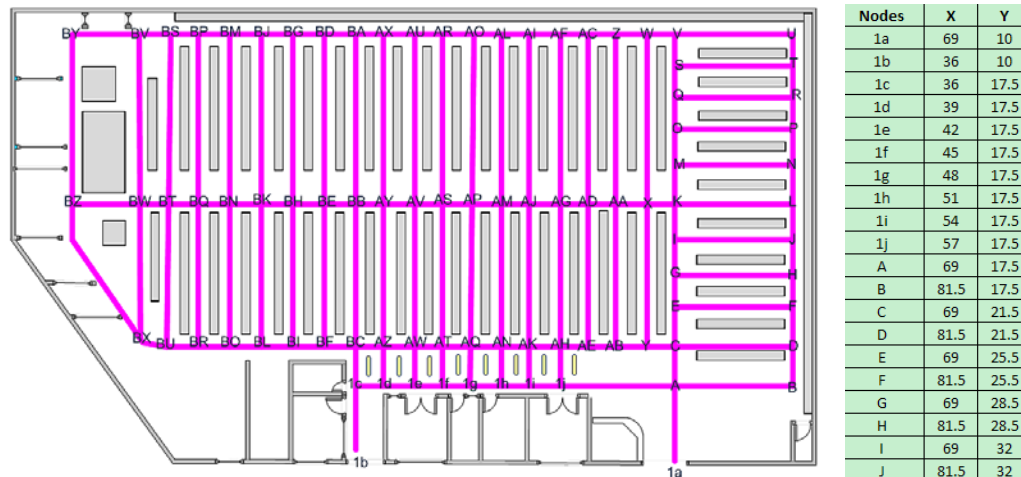 BY BV BS BP BM BJ BG BD BA AX AU AR AO AL AI AF AC Z W V U
S T
Q R
O P
M N
BZ BW BT BQ BN BK BH BE BB AY AV AS AP AM AJ AG AD AA X K L
I J
G H
E F
BX BU BR BO BL BI BF BC AZ AW AT AQ AN AK AH AE AB Y C D
1c 1d 1e 1f 1g 1h 1i 1j A B
1b 1a
Nodes X Y
1a 69 10
1b 36 10
1c 36 17.5
1d 39 17.5
1e 42 17.5
1f 45 17.5
1g 48 17.5
1h 51 17.5
1i 54 17.5
1j 57 17.5
A 69 17.5
B 81.5 17.5
C 69 21.5
D 81.5 21.5
E 69 25.5
F 81.5 25.5
G 69 28.5
H 81.5 28.5
I 69 32
J 81.5 32